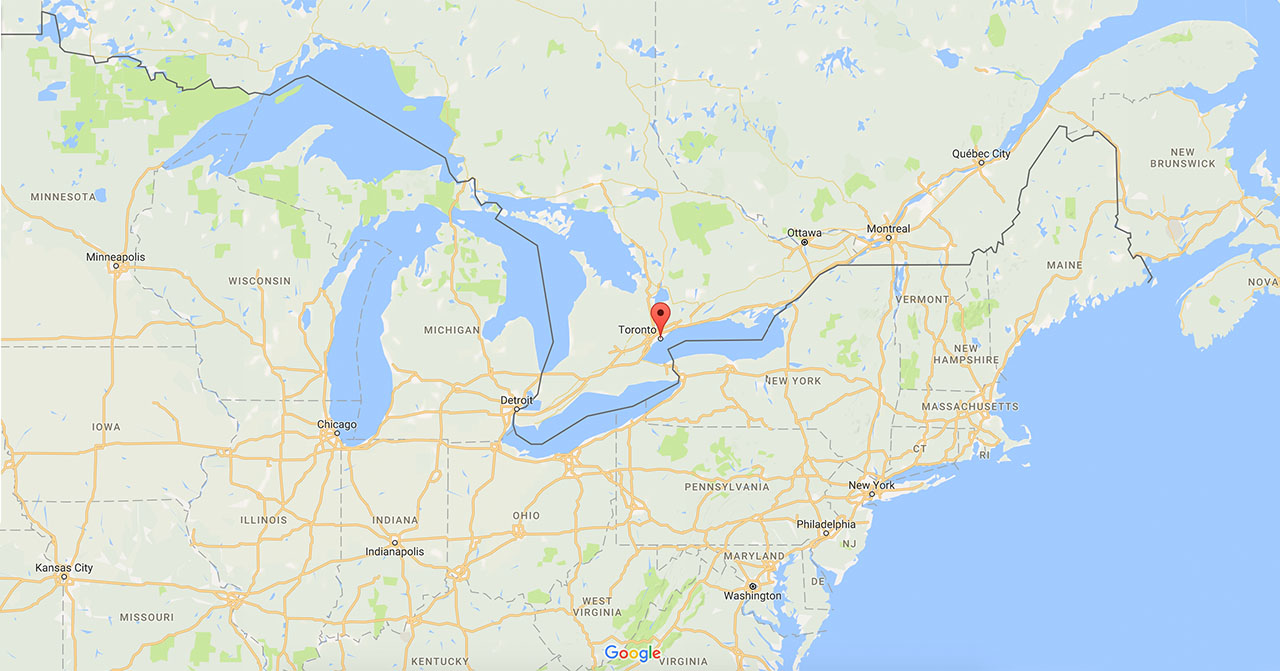 Québec City
NEW
BRUNSWICK
MINNESOTA
Ottawa
Montreal
Minneapolis
MAINE
WISCONSIN
NOVA
VERMONT
MICHIGAN
Toronto
NEW
HAMPSHIRE
NEW YORK
Detroit
MASSACHUSETTS
Chicago
IOWA
CT
RI
New York
PENNSYLVANIA
ILLINOIS
INDIANA
OHIO
Philadelphia
NJ
Indianapolis
MARYLAND
Kansas City
DE
Washington
WEST
VIRGINIA
MISSOURI
Google
KENTUCKY
VIRGINIA